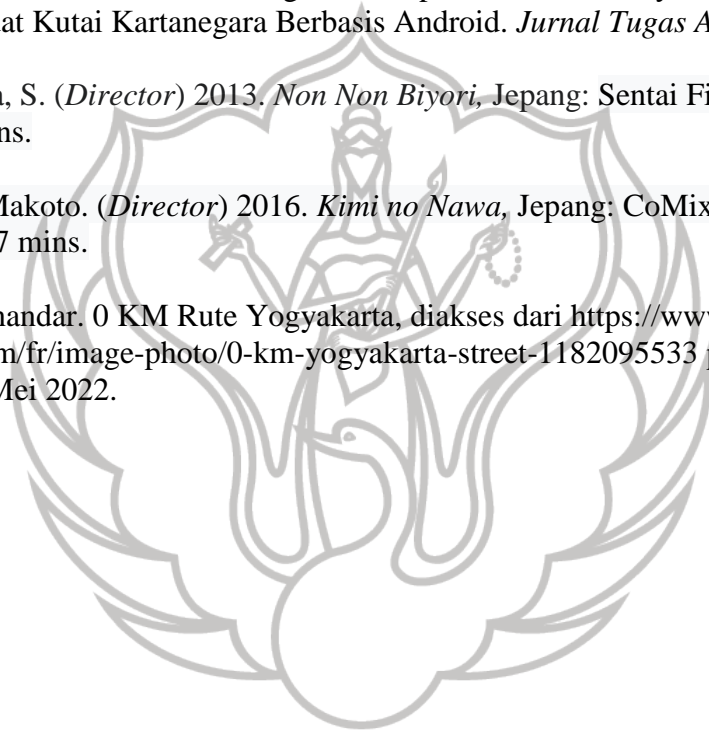 at Kutai Kartanegara Berbasis Android. Jurnal Tugas A
, S. (Director) 2013. Non Non Biyori, Jepang: Sentai Fi
ns.
Makoto. (Director) 2016. Kimi no Nawa, Jepang: CoMix
7 mins.
nandar. 0 KM Rute Yogyakarta, diakses dari https://ww
m/fr/image-photo/0-km-yogyakarta-street-1182095533
Mei 2022.